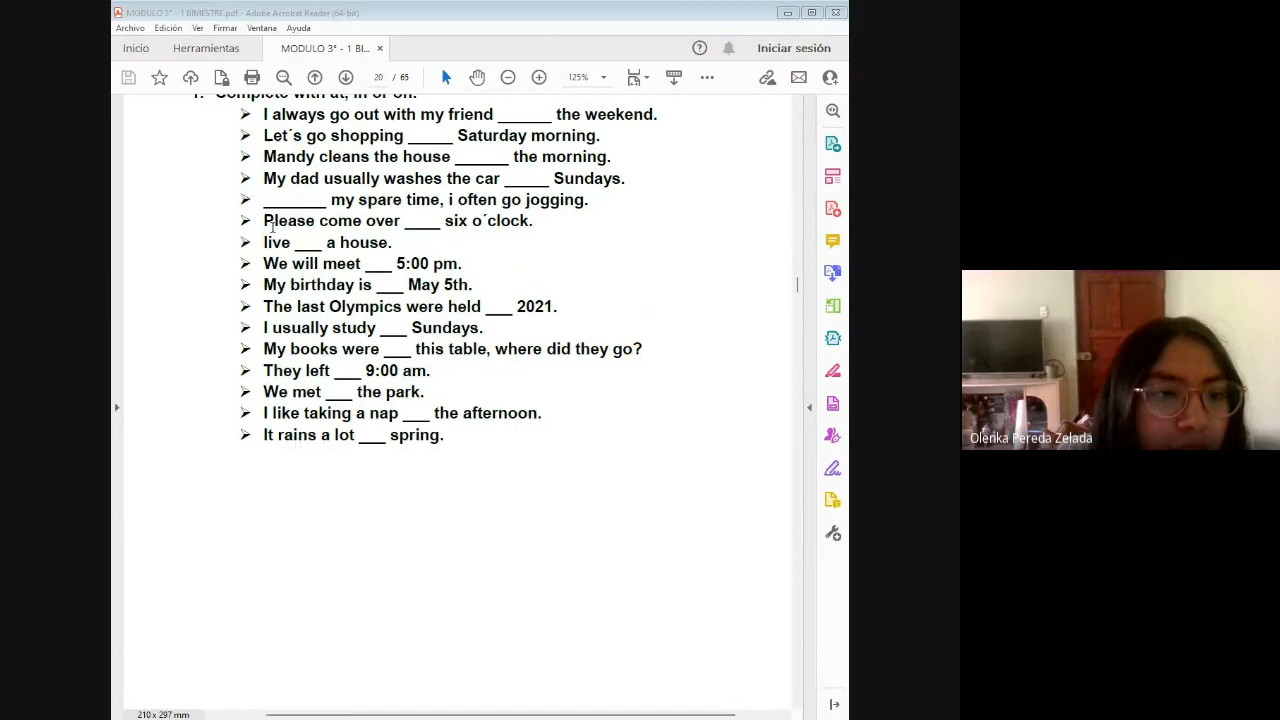 MODULO 3° - 1 BIMESTRE.pdf - Adobe Acrobat Reader (64-bit)
Archivo Edición Ver Firmar Ventana Ayuda
Inicio Herramientas MODULO 3° - 1 BI... × Iniciar sesión
20 / 65 125%
1. Complete with at, in or on.
➢ I always go out with my friend ______ the weekend.
➢ Let´s go shopping _____ Saturday morning.
➢ Mandy cleans the house ______ the morning.
➢ My dad usually washes the car _____ Sundays.
➢ _______ my spare time, i often go jogging.
➢ Please come over ____ six o´clock.
➢ live ___ a house.
➢ We will meet ___ 5:00 pm.
➢ My birthday is ___ May 5th.
➢ The last Olympics were held ___ 2021.
➢ I usually study ___ Sundays.
➢ My books were ___ this table, where did they go?
➢ They left ___ 9:00 am.
➢ We met ___ the park.
➢ I like taking a nap ___ the afternoon.
➢ It rains a lot ___ spring.
210 x 297 mm
Olenka Pereda Zelada